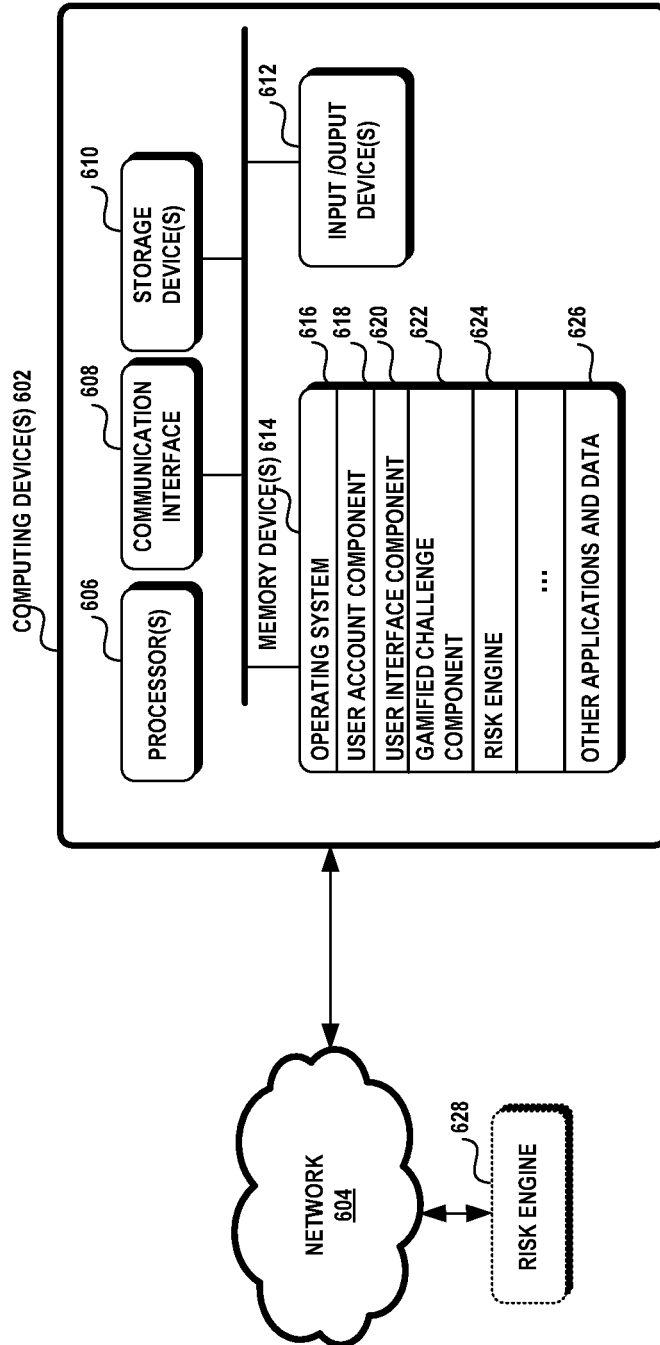 COMPUTING DEVICE(S) 602
606
608
610
PROCESSOR(S)
COMMUNICATION
INTERFACE
STORAGE
DEVICE(S)
MEMORY DEVICE(S) 614
612
INPUT /OUPUT
DEVICE(S)
OPERATING SYSTEM
616
USER ACCOUNT COMPONENT
618
USER INTERFACE COMPONENT
620
GAMIFIED CHALLENGE
COMPONENT
622
RISK ENGINE
624
...
OTHER APPLICATIONS AND DATA
626
NETWORK
604
628
RISK ENGINE